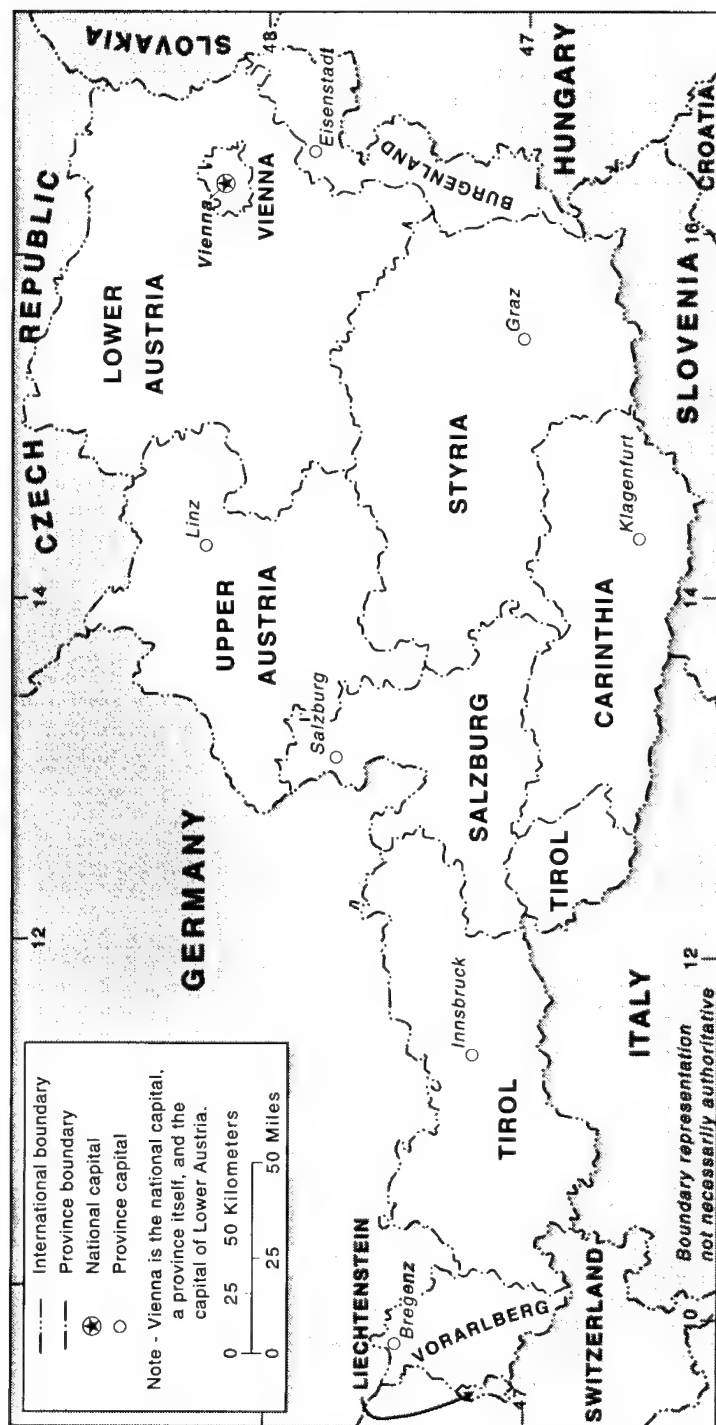 International boundary
Province boundary
National capital
Province capital
Note - Vienna is the national capital,
a province itself, and the
capital of Lower Austria.
0 25 50 Kilometers
0 25 50 Miles
12
14
CZECH REPUBLIC
SLOVAKIA
GERMANY
LOWER
AUSTRIA
Vienna
VIENNA
Linz
UPPER
AUSTRIA
48
Salzburg
Eisenstadt
LIECHTENSTEIN
Bregenz
VORARLBERG
Innsbruck
TIROL
SALZBURG
STYRIA
BURGENLAND
Graz
47
47
TIROL
CARINTHIA
Klagenfurt
HUNGARY
SWITZERLAND
ITALY
SLOVENIA
CROATIA
Boundary representation
not necessarily authoritative
10
12
14
16